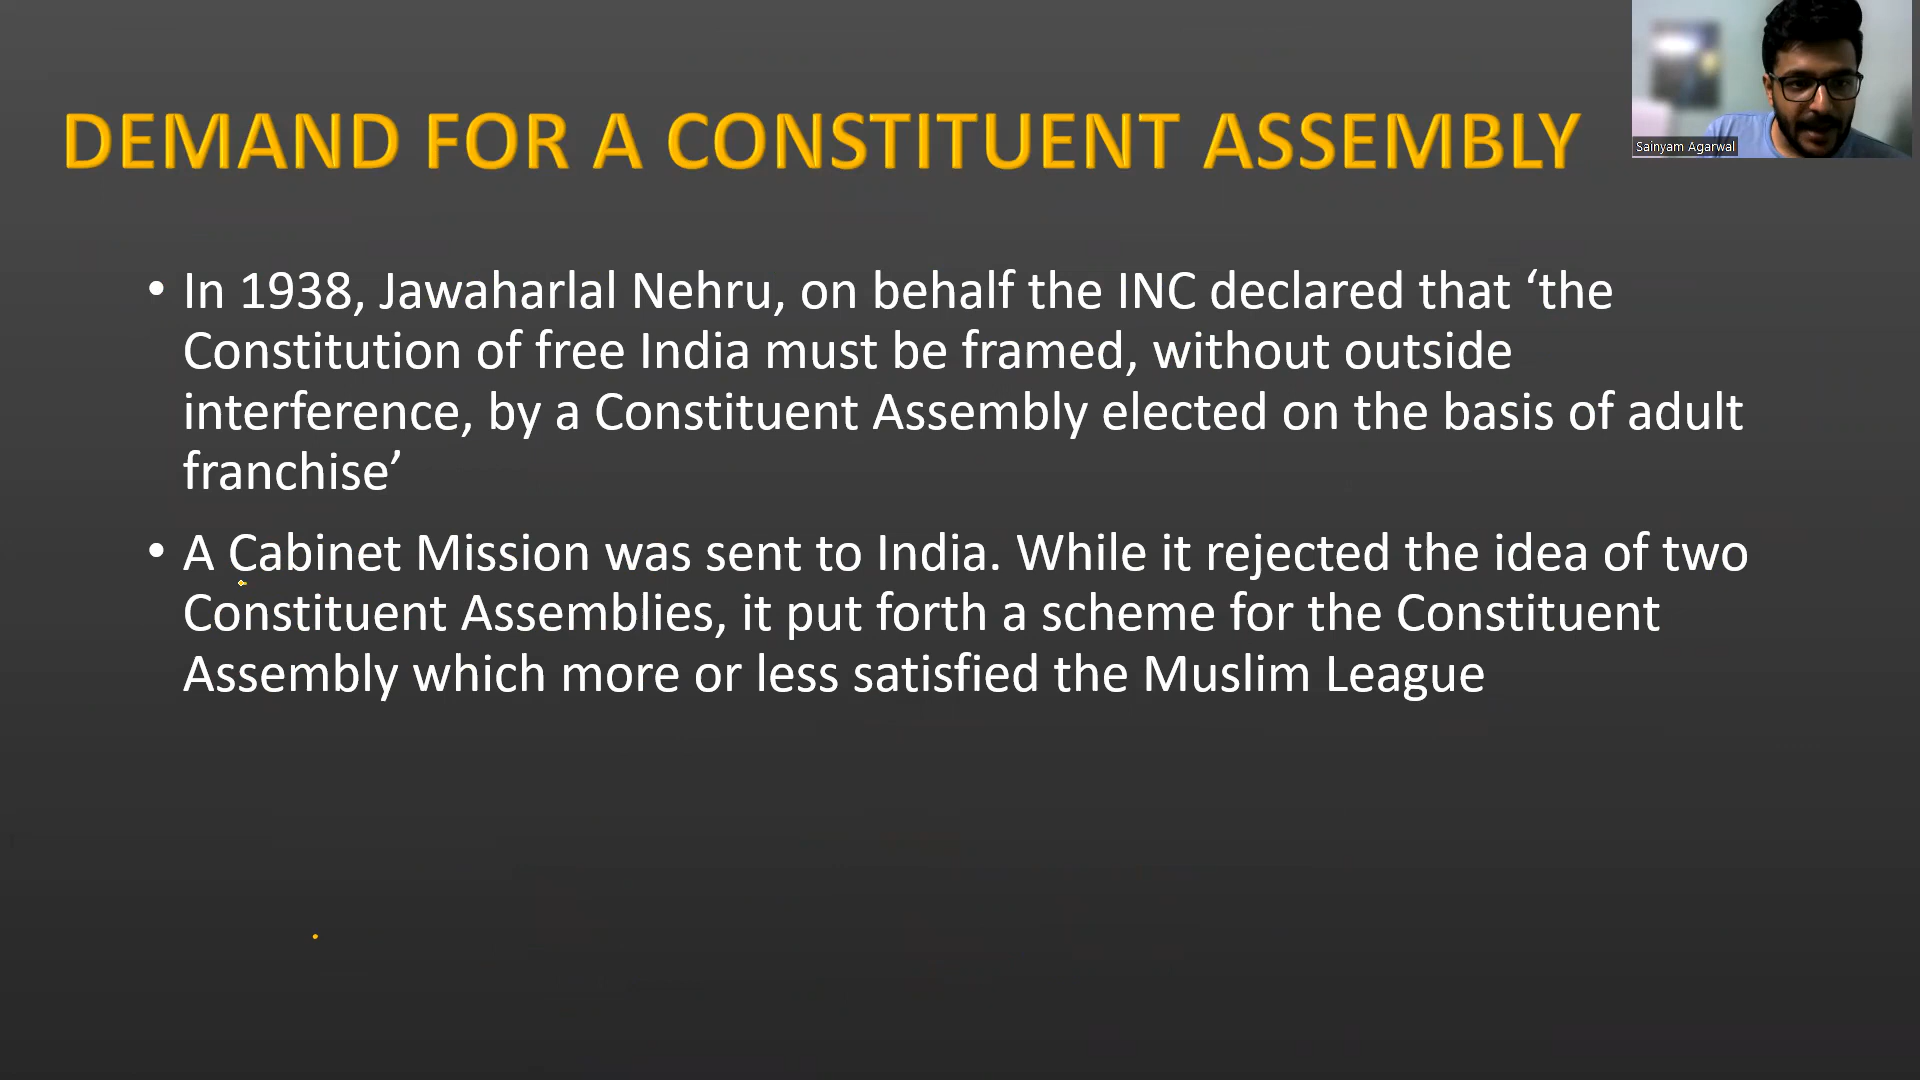 DEMAND FOR A CONSTITUENT ASSEMBLY
Sainyam Agarwal
• In 1938, Jawaharlal Nehru, on behalf the INC declared that ‘the
Constitution of free India must be framed, without outside
interference, by a Constituent Assembly elected on the basis of adult
franchise’
• A Cabinet Mission was sent to India. While it rejected the idea of two
Constituent Assemblies, it put forth a scheme for the Constituent
Assembly which more or less satisfied the Muslim League